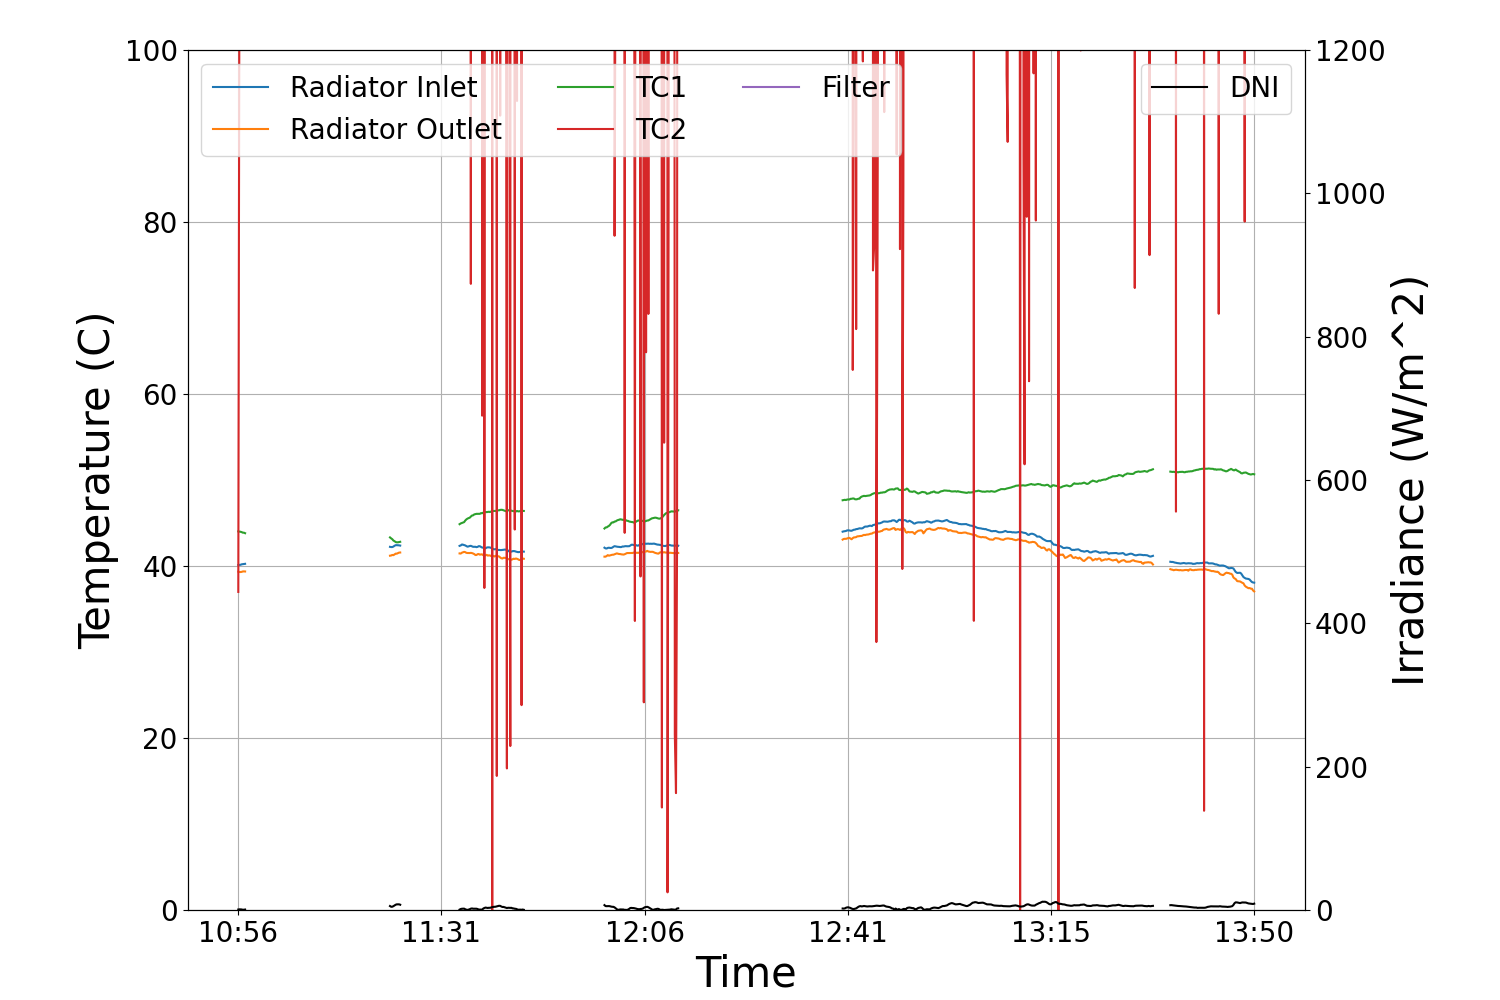 100
80
60
40
20
0
Temperature (C)
Radiator Inlet
Radiator Outlet
TC1
TC2
Filter
DNI
1200
1000
800
600
400
200
0
Irradiance (W/m^2)
10:56
11:31
12:06
12:41
13:15
13:50
Time